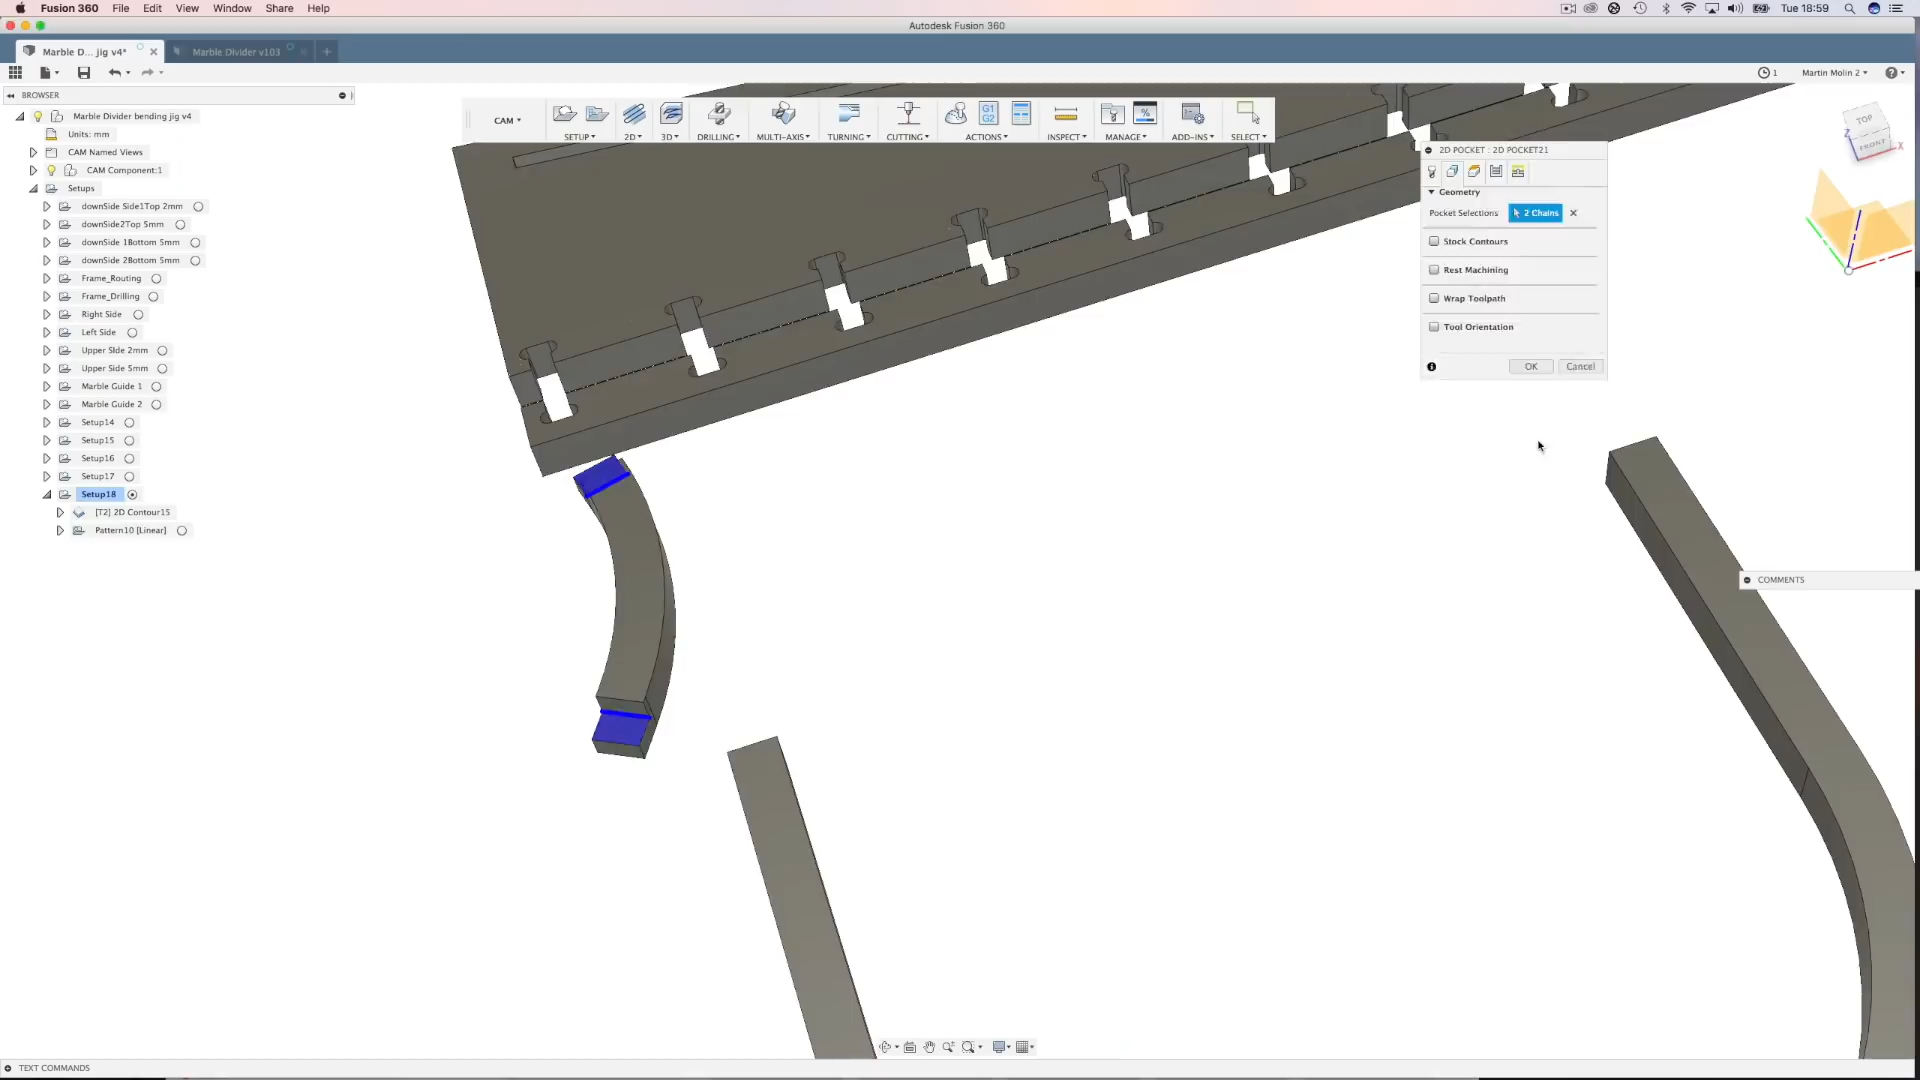 Fusion 360 File Edit View Window Share Help Tue 18:59
Autodesk Fusion 360
Marble D... jig v4* Marble Divider v103
1 Martin Molin 2
BROWSER
Marble Divider bending jig v4
Units: mm
CAM Named Views
CAM Component:1
Setups
downSide Side1Top 2mm
downSide2Top 5mm
downSide 1Bottom 5mm
downSide 2Bottom 5mm
Frame_Routing
Frame_Drilling
Right Side
Left Side
Upper SIde 2mm
Upper Side 5mm
Marble Guide 1
Marble Guide 2
Setup14
Setup15
Setup16
Setup17
Setup18
[T2] 2D Contour15
Pattern10 [Linear]
CAM
SETUP 2D 3D DRILLING MULTI-AXIS TURNING CUTTING ACTIONS INSPECT MANAGE ADD-INS SELECT
G1
G2
%
2D POCKET : 2D POCKET21
Geometry
Pocket Selections 2 Chains
Stock Contours
Rest Machining
Wrap Toolpath
Tool Orientation
OK Cancel
TOP
FRONT
Z
X
COMMENTS
TEXT COMMANDS